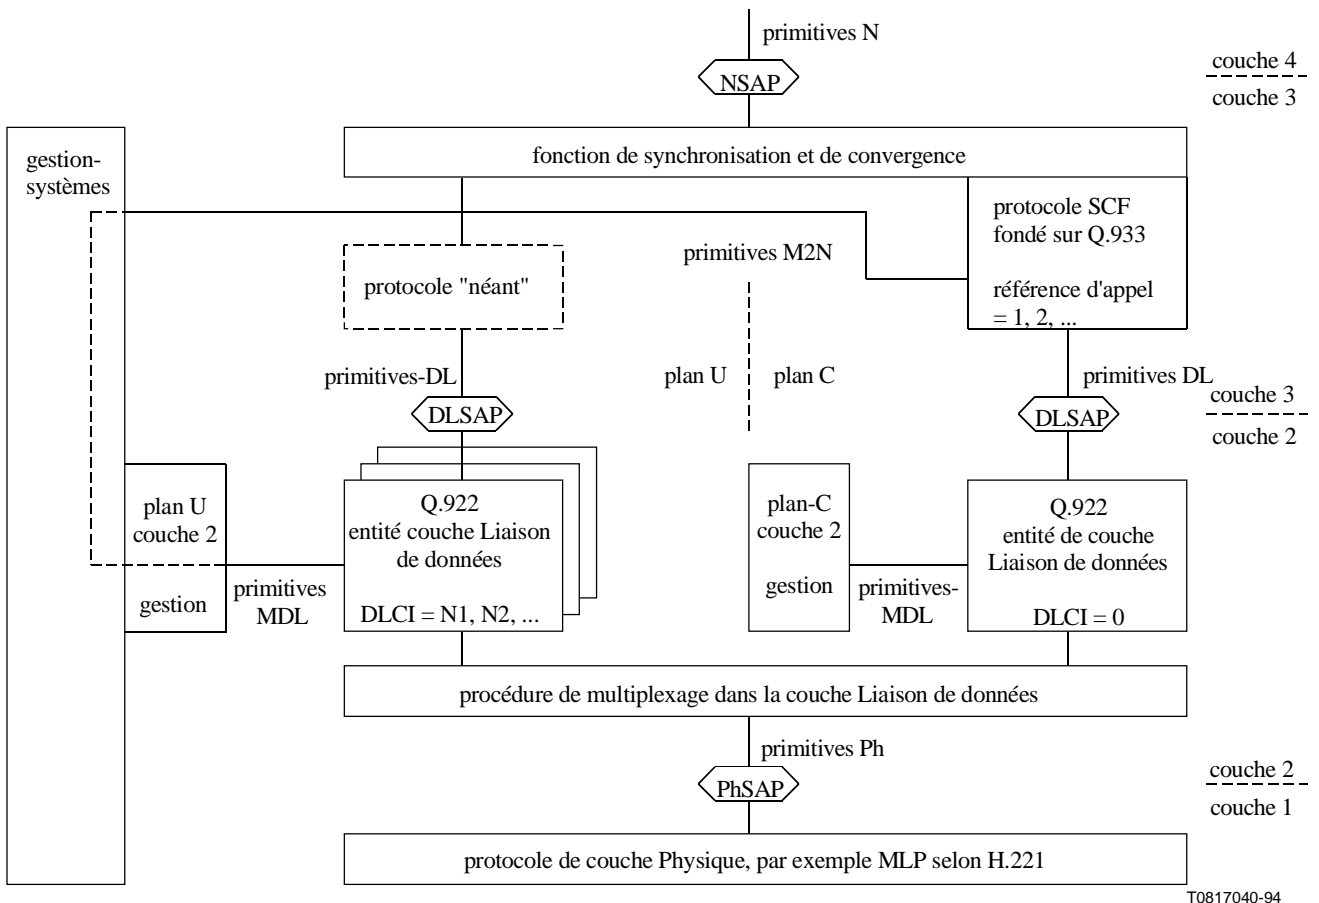 primitives N
NSAP
couche 4
couche 3
gestion-
systèmes
fonction de synchronisation et de convergence
protocole SCF
fondé sur Q.933
référence d'appel
= 1, 2, ...
primitives M2N
protocole "néant"
primitives-DL
plan U
plan C
primitives DL
DLSAP
DLSAP
couche 3
couche 2
plan U
couche 2
gestion
primitives
MDL
Q.922
entité couche Liaison
de données
DLCI = N1, N2, ...
plan-C
couche 2
gestion
primitives-
MDL
Q.922
entité de couche
Liaison de données
DLCI = 0
procédure de multiplexage dans la couche Liaison de données
primitives Ph
PhSAP
couche 2
couche 1
protocole de couche Physique, par exemple MLP selon H.221
T0817040-94